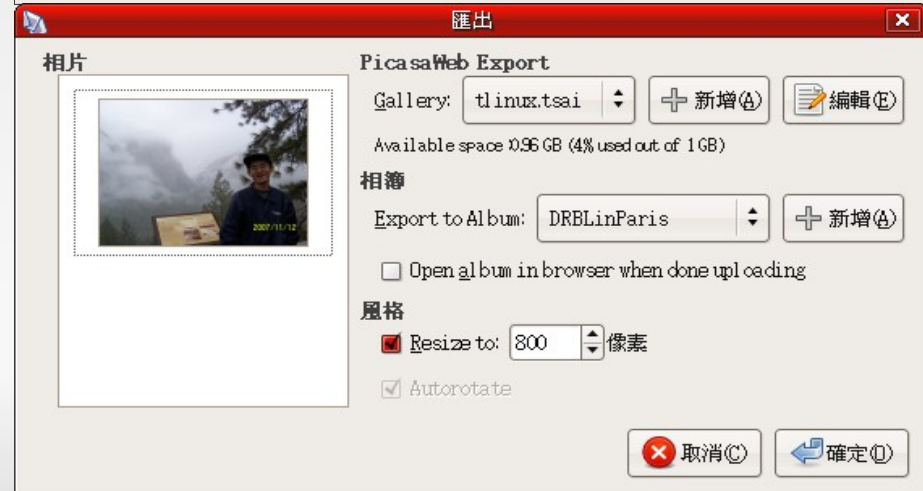 匯出
相片
2007/11/12
PicasaWeb Export
Gallery: tlinux.tsai 新增(A) 編輯(E)
Available space :0.96 GB (4% used out of 1 GB)
相簿
Export to Album: DRBLinParis 新增(A)
Open album in browser when done uploading
風格
Resize to: 800 像素
Autorotate
取消(C) 確定(O)